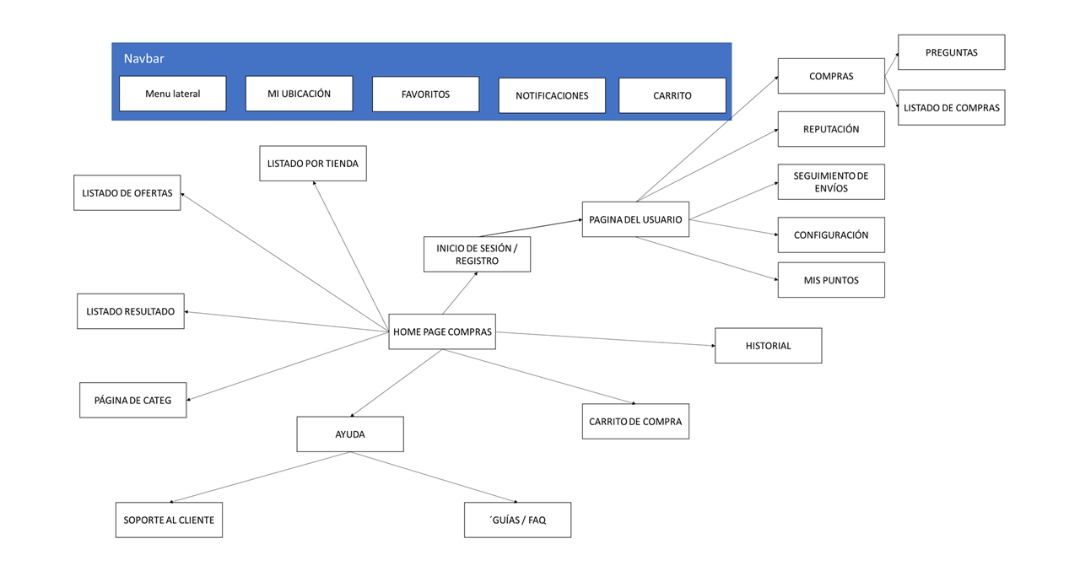 Navbar
Menu lateral
MI UBICACIÓN
FAVORITOS
NOTIFICACIONES
CARRITO
COMPRAS
PREGUNTAS
LISTADO DE COMPRAS
REPUTACIÓN
SEGUIMIENTO DE
ENVÍOS
CONFIGURACIÓN
MIS PUNTOS
LISTADO POR TIENDA
LISTADO DE OFERTAS
PAGINA DEL USUARIO
INICIO DE SESIÓN /
REGISTRO
LISTADO RESULTADO
HOME PAGE COMPRAS
HISTORIAL
PÁGINA DE CATEG
CARRITO DE COMPRA
AYUDA
SOPORTE AL CLIENTE
´GUÍAS / FAQ